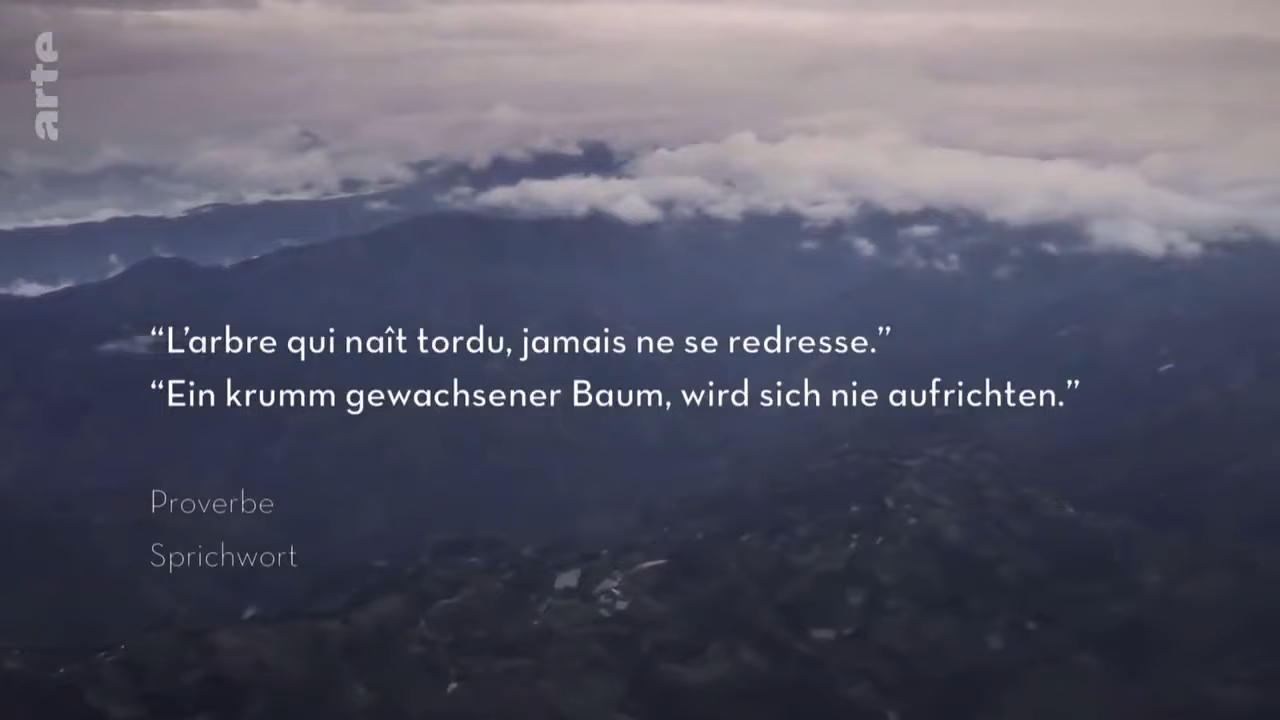 arte
“L’arbre qui naît tordu, jamais ne se redresse.”
“Ein krumm gewachsener Baum, wird sich nie aufrichten.”
Proverbe
Sprichwort